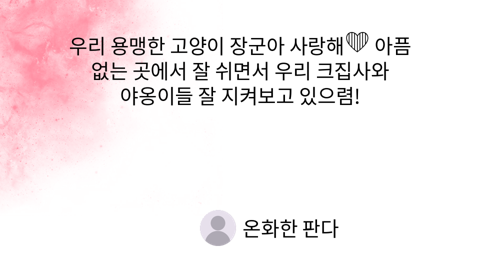 우리 용맹한 고양이 장군아 사랑해 아픔
없는 곳에서 잘 쉬면서 우리 크집사와
야옹이들 잘 지켜보고 있으렴!
온화한 판다